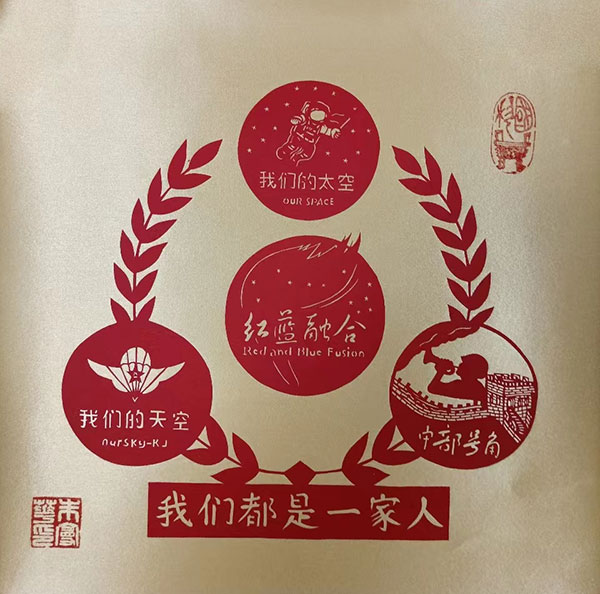 我们的太空
OUR SPACE
红蓝融合
Red and Blue Fusion
我们的天空
ourSKy-KJ
中部号角
我们都是一家人